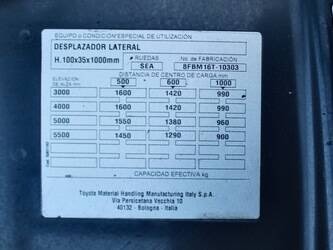 EQUIPO o CONDICION ESPECIAL DE UTILIZACIÓN
DESPLAZADOR LATERAL
H.100x35x1000mm
RUEDAS No. de FABRICACIÓN
SEA 8FBM16T-10303
DISTANCIA DE CENTRO DE CARGA mm
ELEVACION 500 600 1000
3000 1600 1420 990
4000 1600 1420 990
5000 1550 1380 960
5500 1450 1290 900
CAPACIDAD EFECTIVA kg
Toyota Material Handling Manufacturing Italy S.p.A.
Via Persicetana Vecchia 10
40132 - Bologna - Italia